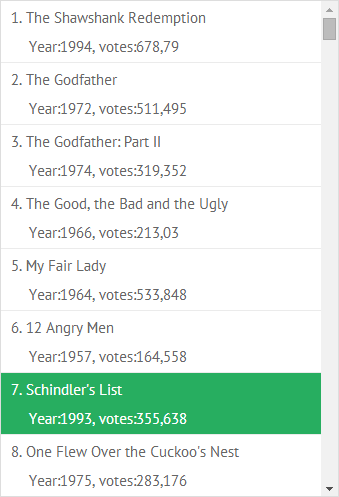 1. The Shawshank Redemption
Year:1994, votes:678,79
2. The Godfather
Year:1972, votes:511,495
3. The Godfather: Part II
Year:1974, votes:319,352
4. The Good, the Bad and the Ugly
Year:1966, votes:213,03
5. My Fair Lady
Year:1964, votes:533,848
6. 12 Angry Men
Year:1957, votes:164,558
7. Schindler's List
Year:1993, votes:355,638
8. One Flew Over the Cuckoo's Nest
Year:1975, votes:283,176